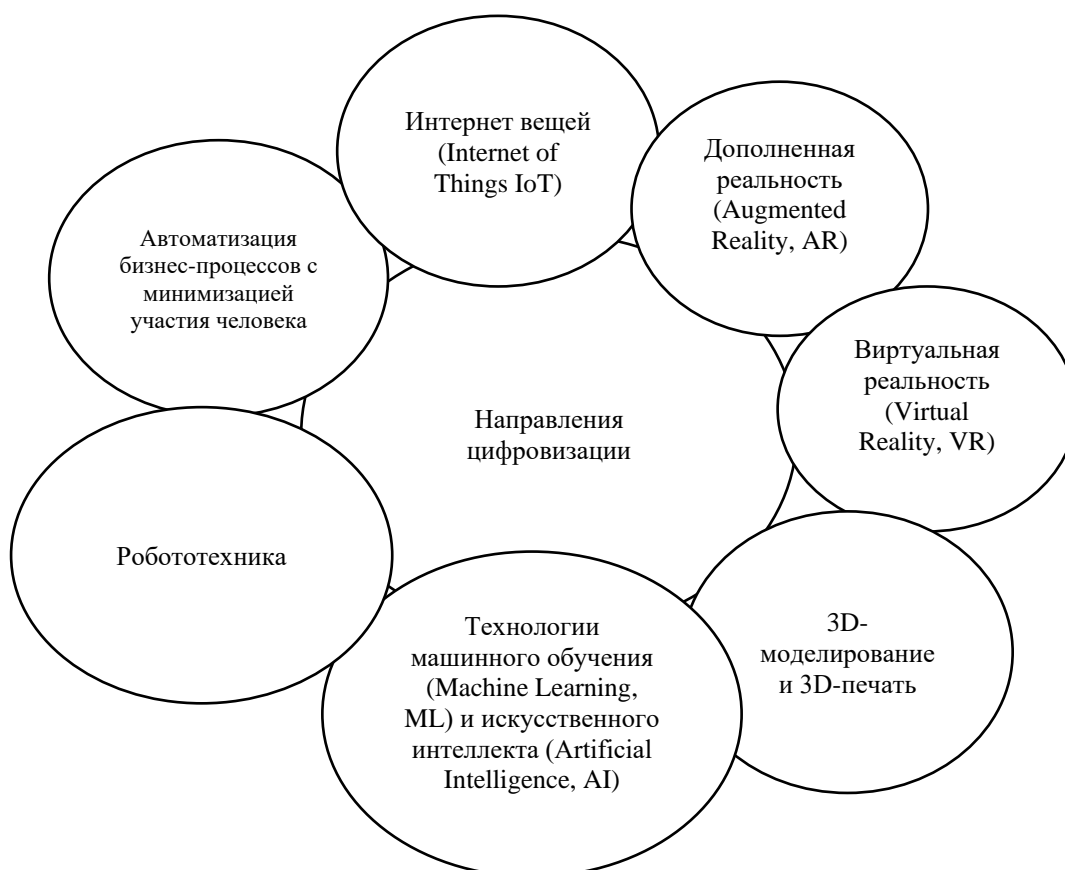 Интернет вещей
(Internet of
Things IoT)
Дополненная
реальность
(Augmented
Reality, AR)
Автоматизация
бизнес-процессов с
минимизацией
участия человека
Виртуальная
реальность
(Virtual
Reality, VR)
Направления
цифровизации
Робототехника
Технологии
машинного обучения
(Machine Learning,
ML) и искусственного
интеллекта (Artificial
Intelligence, AI)
3D-
моделирование
и 3D-печать